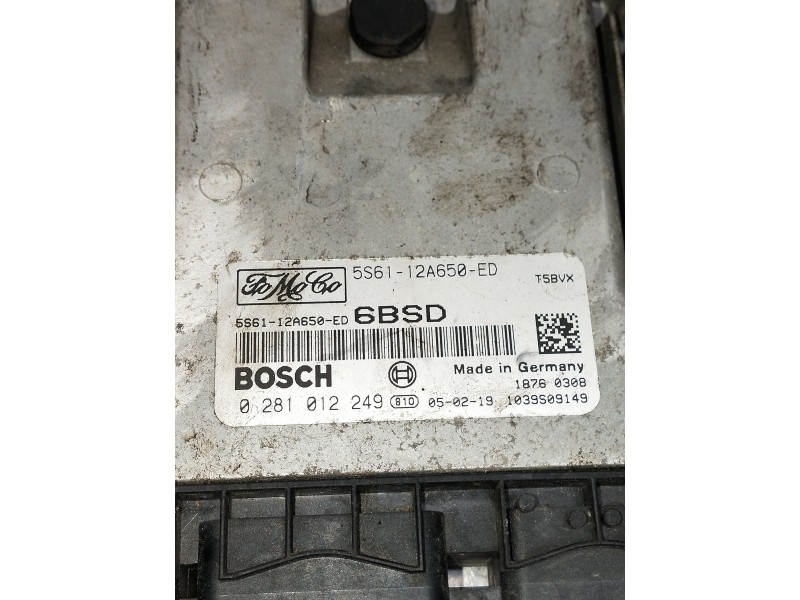 FoMoCo 5S61-12A650-ED T5BVX
5S61-12A650-ED 6BSD
BOSCH Made in Germany
1876 0308
0 281 012 249 810 05-02-19 1039S09149